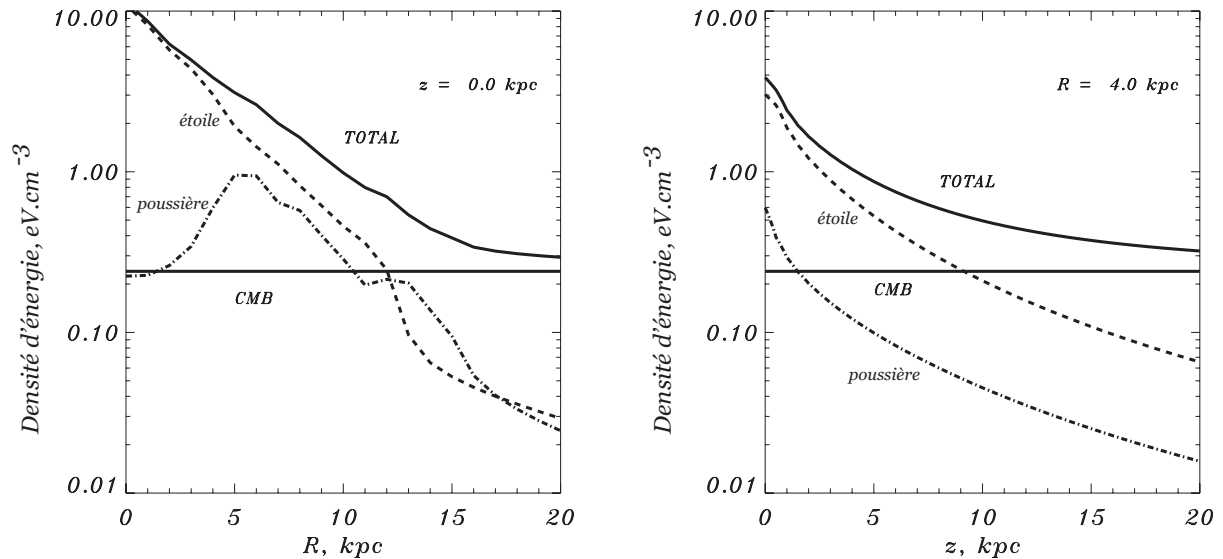 10.00
1.00
0.10
0.01
Densité d'énergie, eV.cm⁻³
z = 0.0 kpc
étoile
TOTAL
poussière
CMB
0 5 10 15 20
R, kpc
10.00
1.00
0.10
0.01
Densité d'énergie, eV.cm⁻³
R = 4.0 kpc
TOTAL
étoile
CMB
poussière
0 5 10 15 20
z, kpc